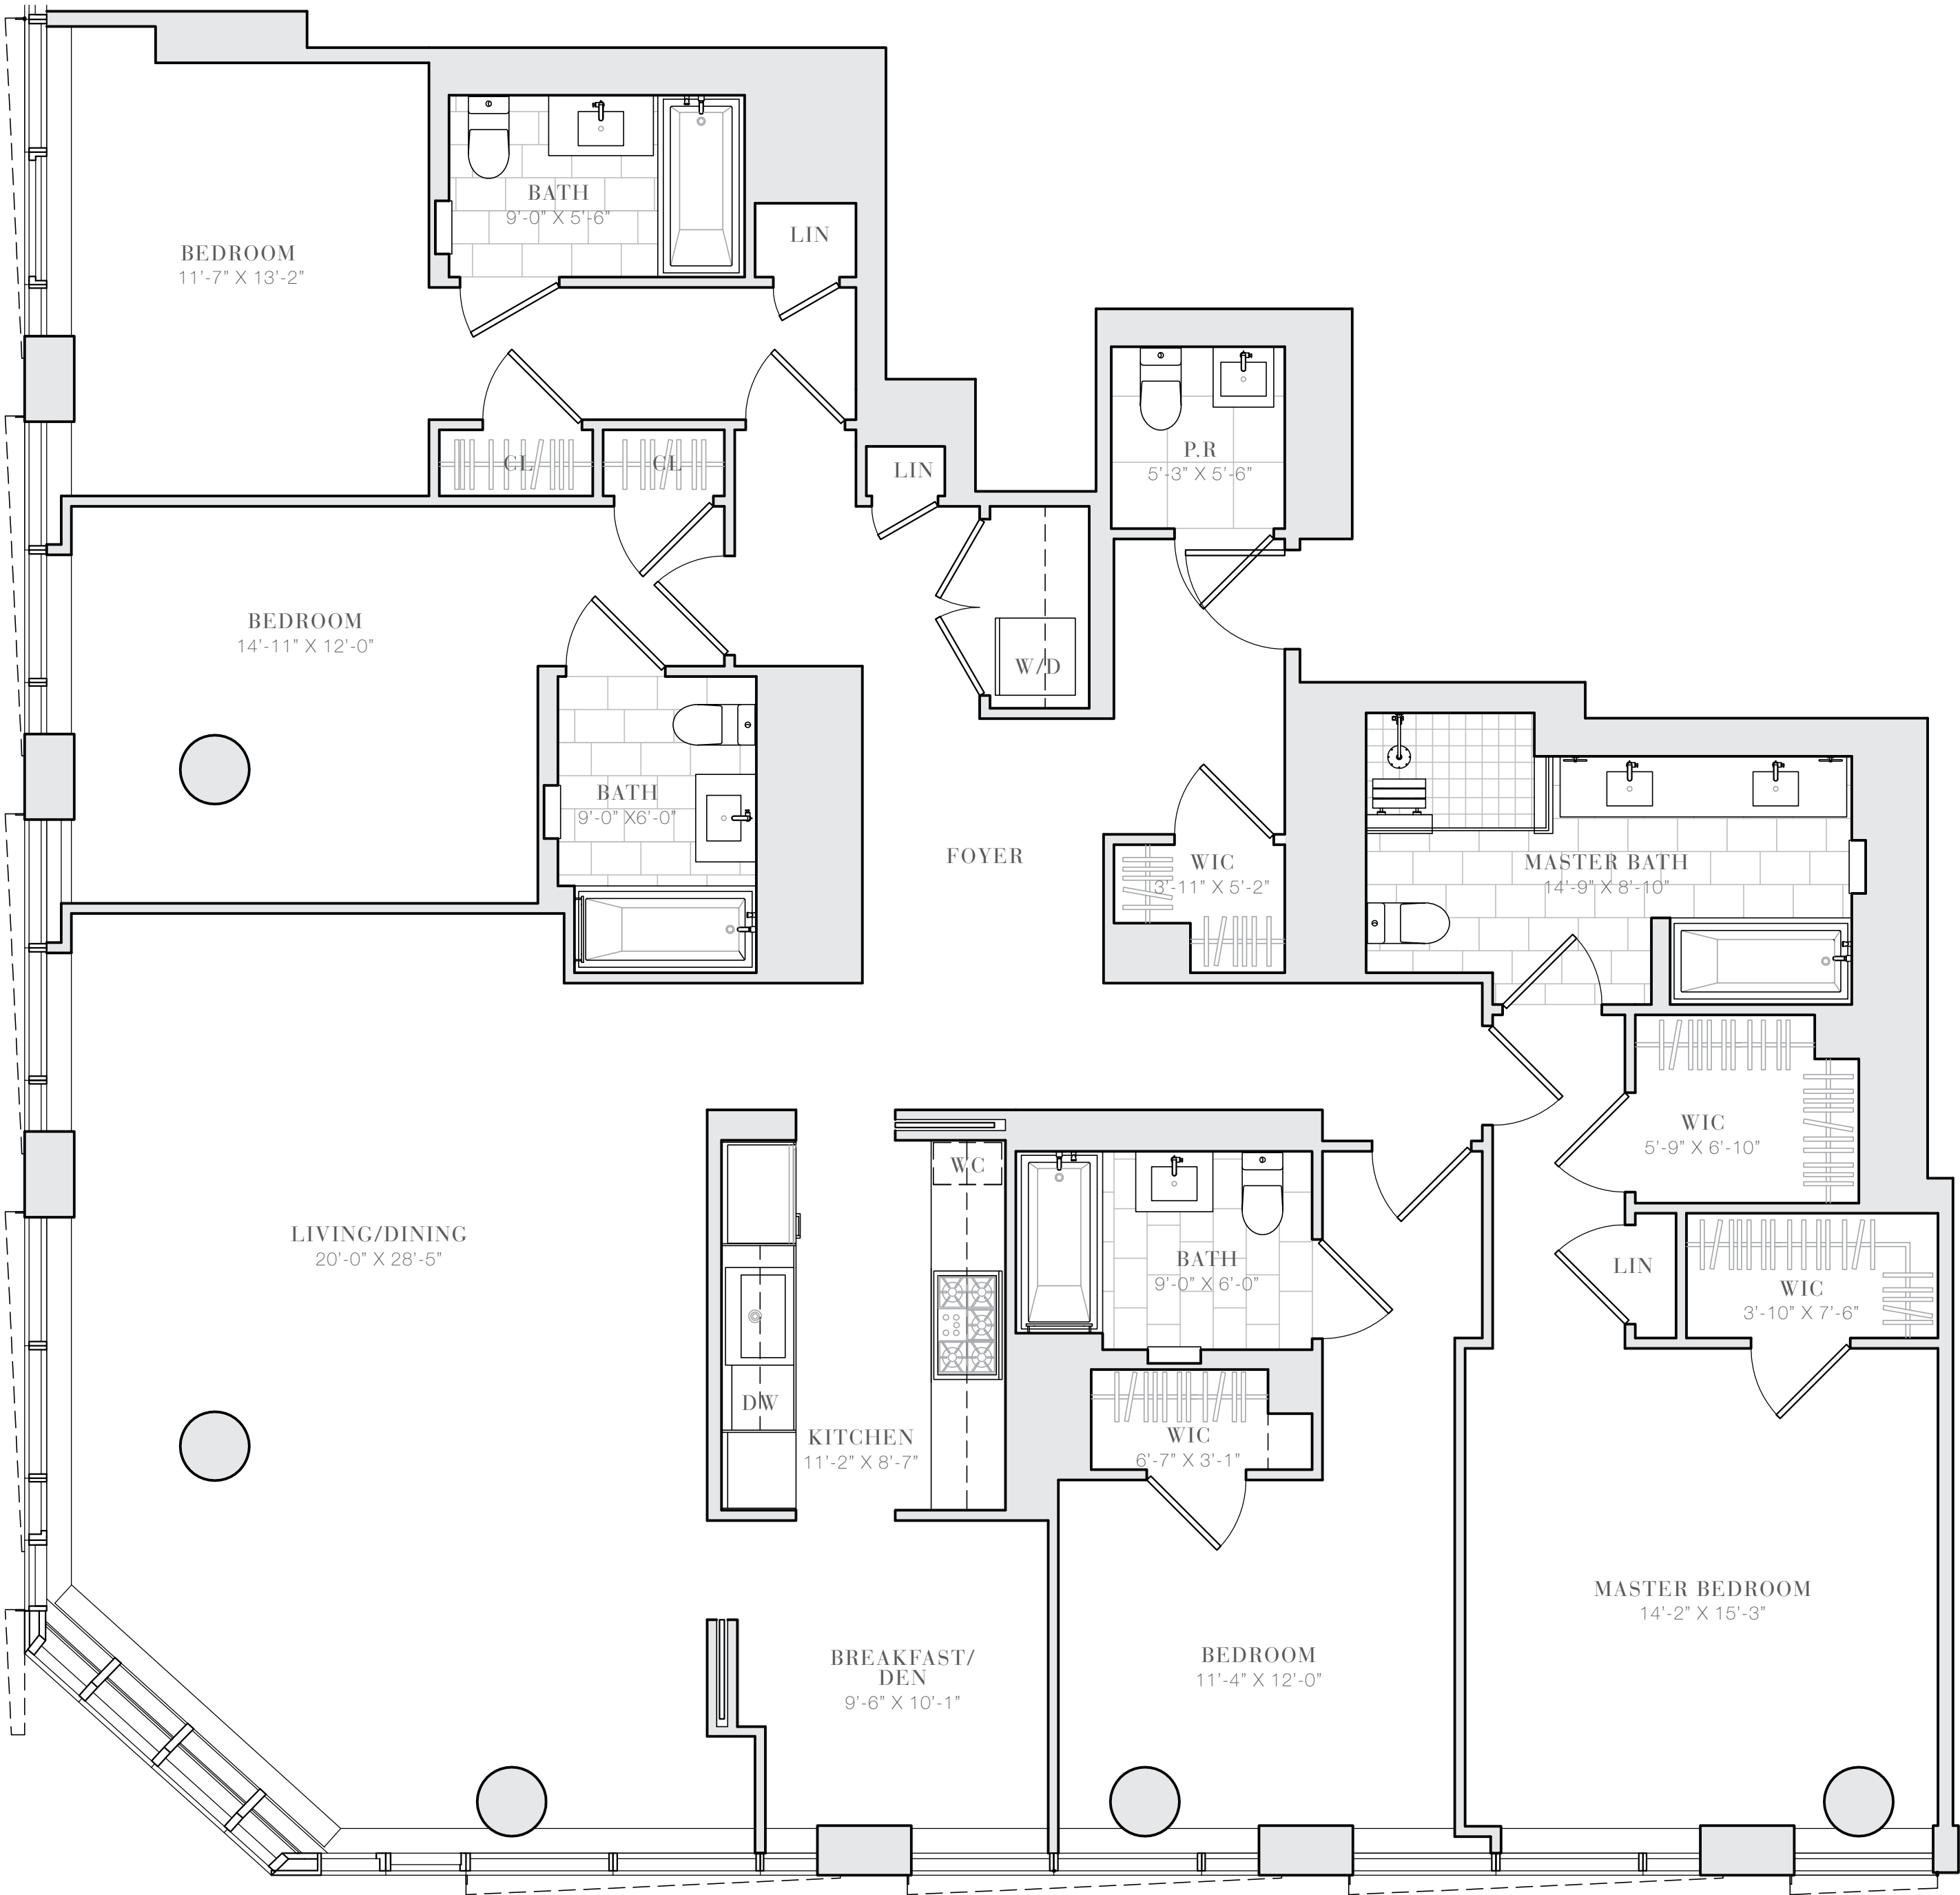 BATH
9'-0" X 5'-6"
LIN
BEDROOM
11'-7" X 13'-2"
CL
CL
LIN
P.R
5'-3" X 5'-6"
BEDROOM
14'-11" X 12'-0"
W/D
BATH
9'-0" X6'-0"
FOYER
WIC
3'-11" X 5'-2"
MASTER BATH
14'-9" X 8'-10"
WIC
5'-9" X 6'-10"
WC
LIVING/DINING
20'-0" X 28'-5"
BATH
9'-0" X 6'-0"
LIN
WIC
3'-10" X 7'-6"
DW
KITCHEN
11'-2" X 8'-7"
WIC
6'-7" X 3'-1"
MASTER BEDROOM
14'-2" X 15'-3"
BREAKFAST/
DEN
9'-6" X 10'-1"
BEDROOM
11'-4" X 12'-0"